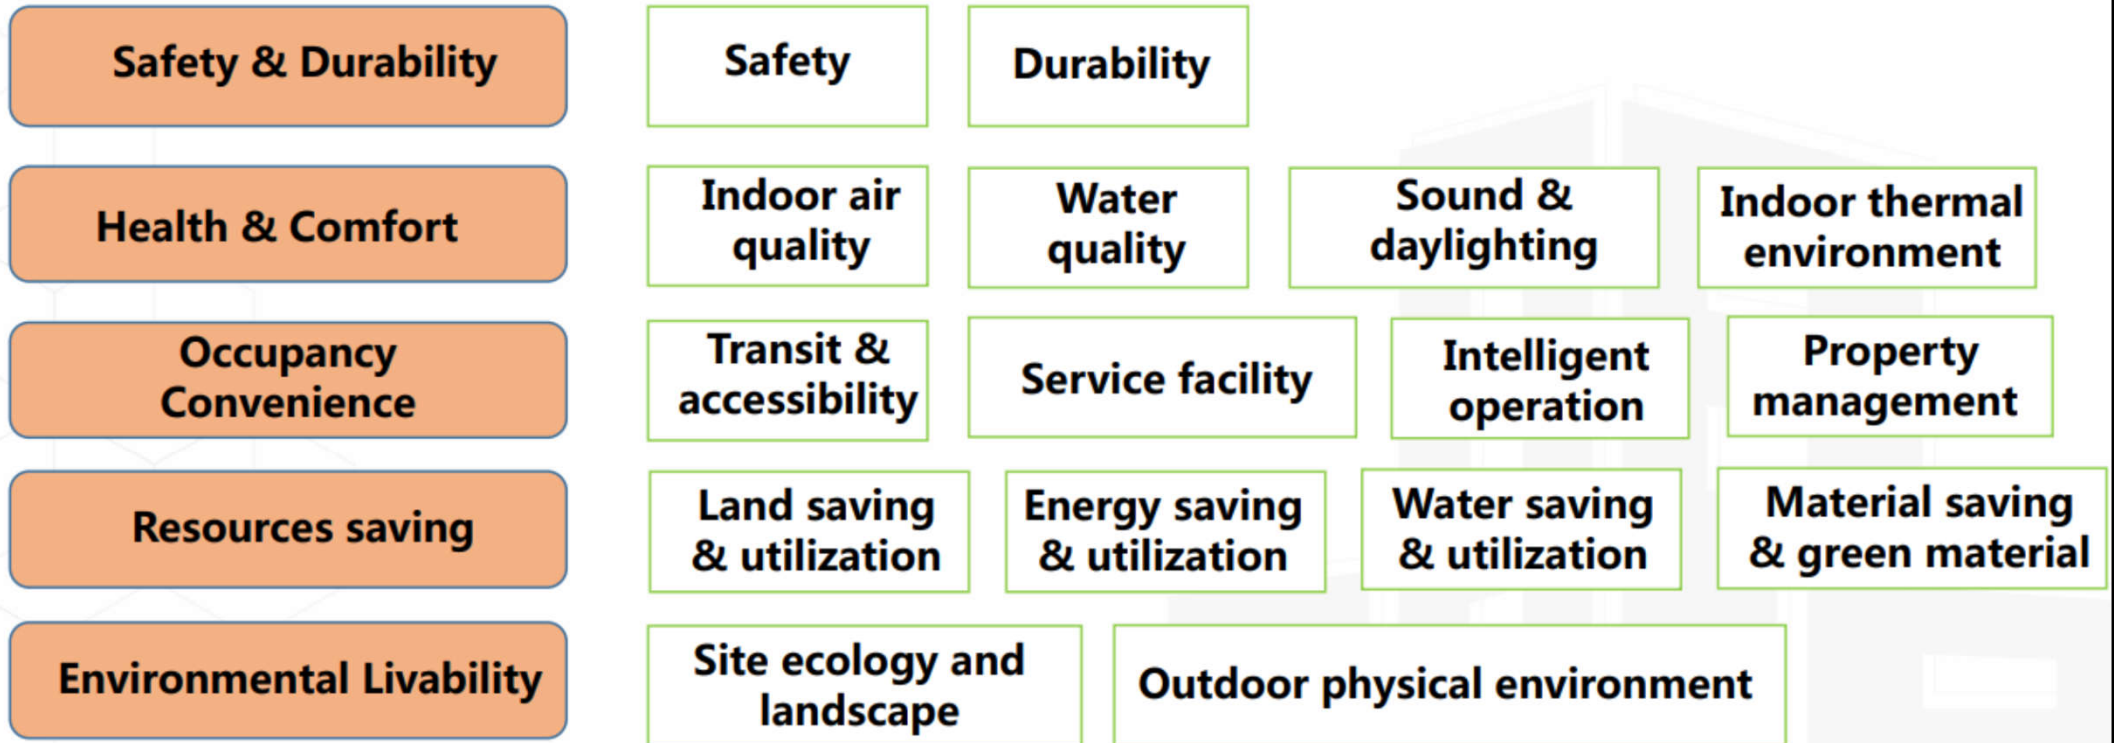 Safety & Durability
Safety
Durability
Health & Comfort
Indoor air
quality
Water
quality
Sound &
daylighting
Indoor thermal
environment
Occupancy
Convenience
Transit &
accessibility
Service facility
Intelligent
operation
Property
management
Resources saving
Land saving
& utilization
Energy saving
& utilization
Water saving
& utilization
Material saving
& green material
Environmental Livability
Site ecology and
landscape
Outdoor physical environment